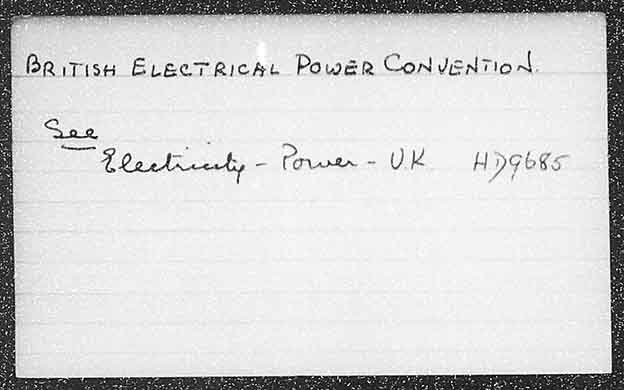 BRITISH ELECTRICAL POWER CONVENTION.
See
Electricity - Power - UK HD9685